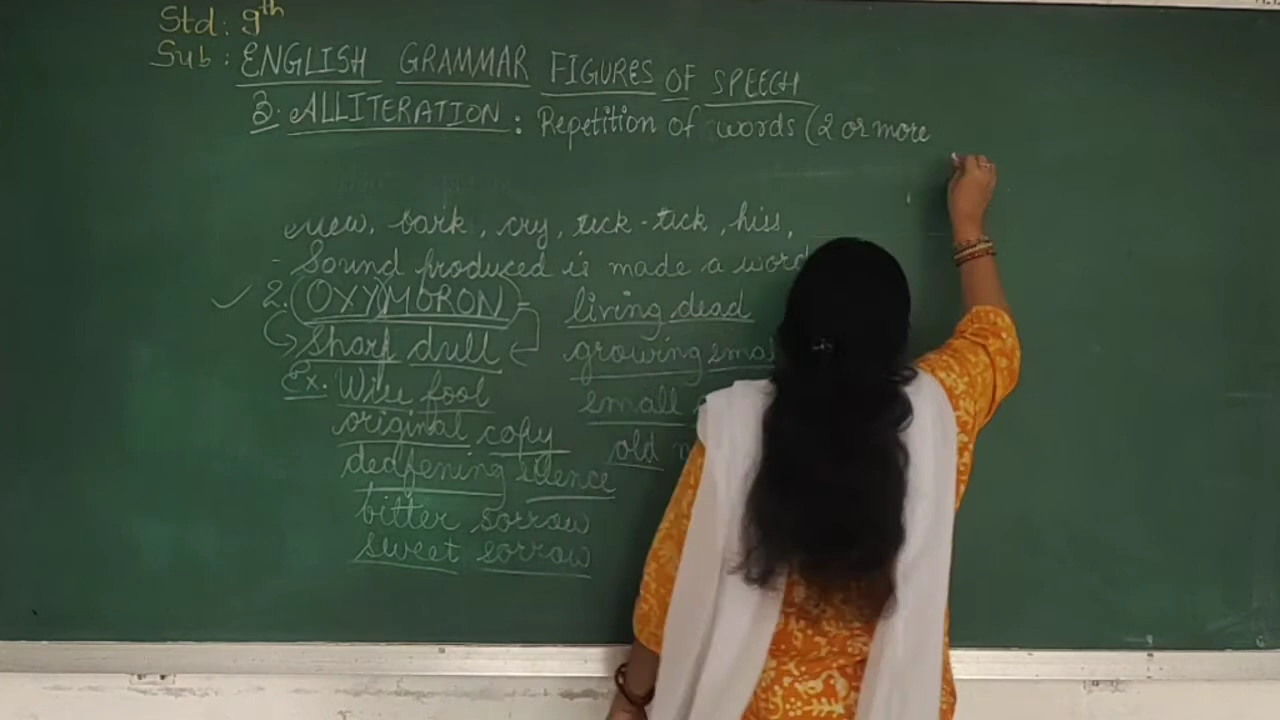 Std: 9th
Sub: ENGLISH GRAMMAR FIGURES OF SPEECH
3. ALLITERATION: Repetition of words (2 or more
mew, bark, cry, tick-tick, hiss,
- Sound produced is made a word
2. OXYMORON - living dead
Sharp dull growing
Ex. Wise fool small
original copy old
deafening silence
bitter sorrow
sweet sorrow